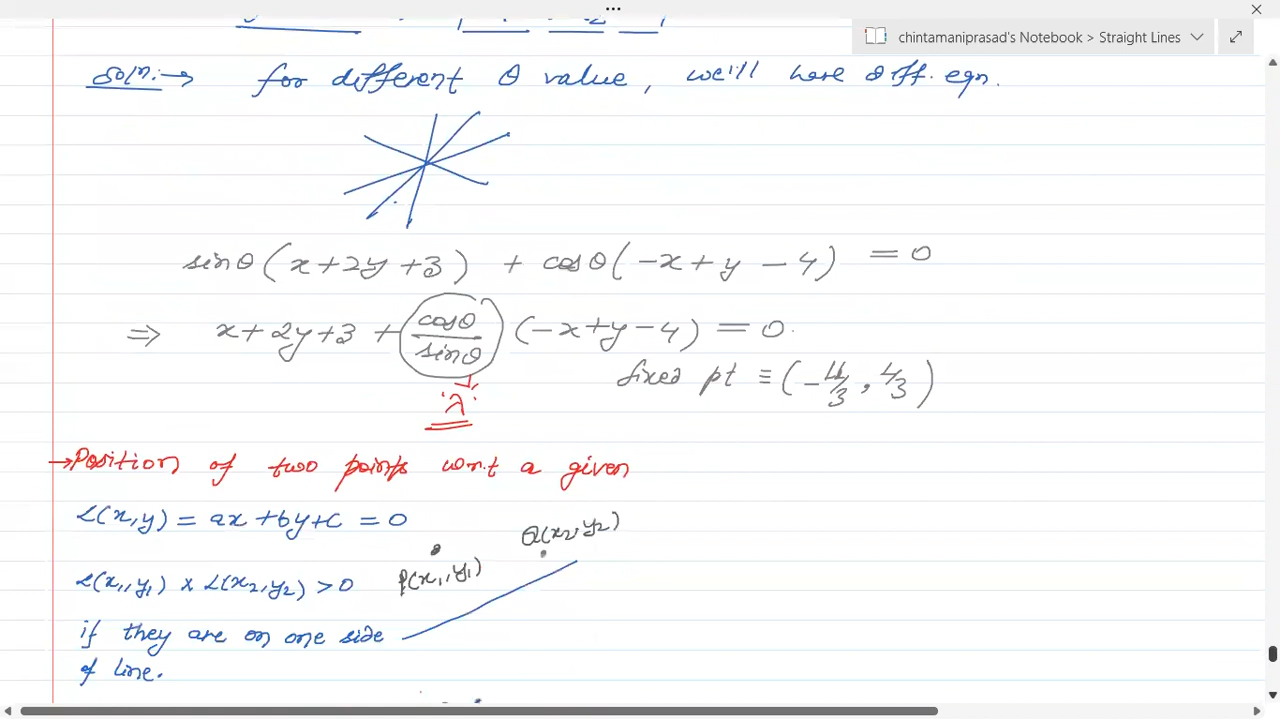 chintamaniprasad's Notebook > Straight Lines
Soln: → for different θ value, we'll have diff. eqn.
sinθ(x+2y+3) + cosθ(-x+y-4) = 0
⇒ x+2y+3 + cosθ/sinθ (-x+y-4) = 0.
fixed pt ≡ (-11/3, 4/3)
'λ'
→ Position of two points w.r.t a given
L(x,y) = ax+by+c = 0
Q(x2,y2)
P(x1,y1)
L(x1,y1) x L(x2,y2) > 0
if they are on one side
of line.